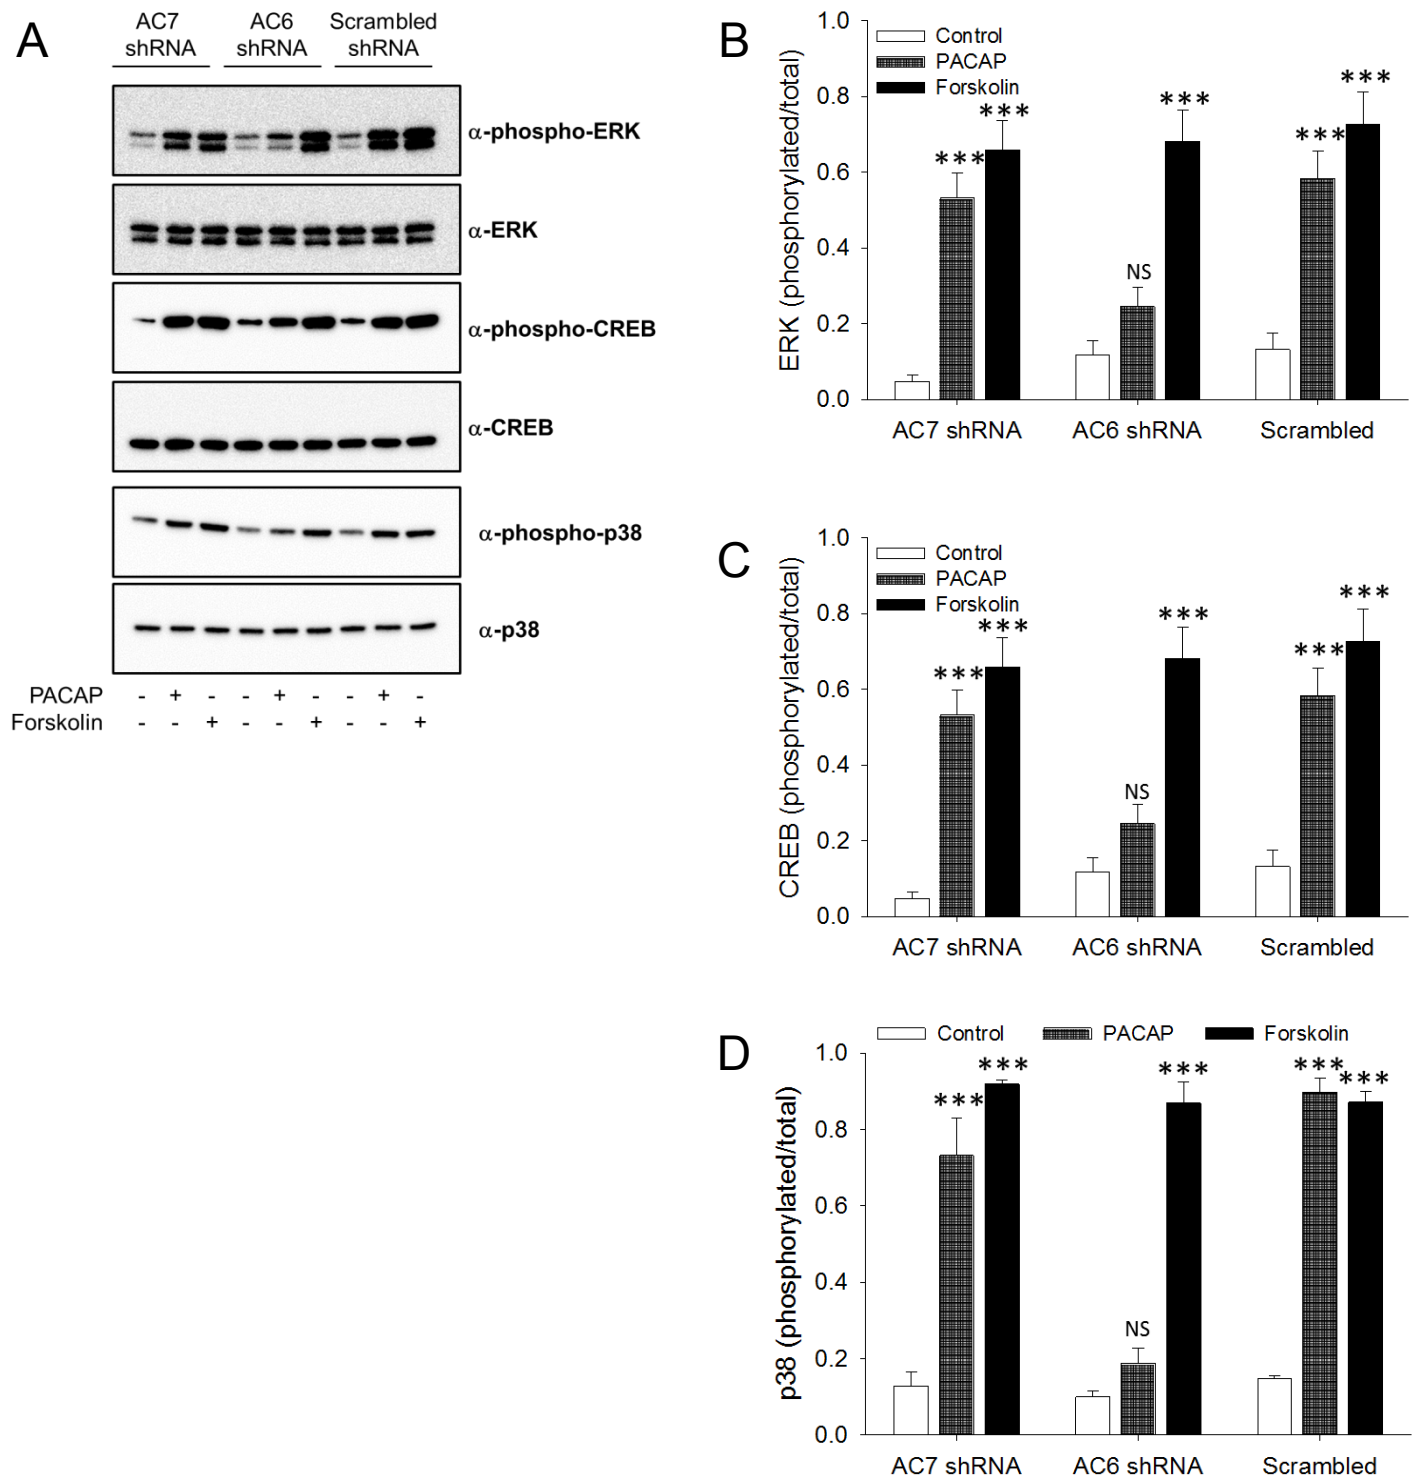 A
AC7 shRNA
AC6 shRNA
Scrambled shRNA
α-phospho-ERK
α-ERK
α-phospho-CREB
α-CREB
α-phospho-p38
α-p38
PACAP - + - - + - - + -
Forskolin - - + - - + - - +
B
Control
PACAP
Forskolin
ERK (phosphorylated/total)
1.0
0.8
0.6
0.4
0.2
0.0
*** ***
NS ***
*** ***
AC7 shRNA AC6 shRNA Scrambled
C
Control
PACAP
Forskolin
CREB (phosphorylated/total)
1.0
0.8
0.6
0.4
0.2
0.0
*** ***
NS ***
*** ***
AC7 shRNA AC6 shRNA Scrambled
D
Control PACAP Forskolin
p38 (phosphorylated/total)
1.0
0.8
0.6
0.4
0.2
0.0
*** ***
NS ***
*** ***
AC7 shRNA AC6 shRNA Scrambled